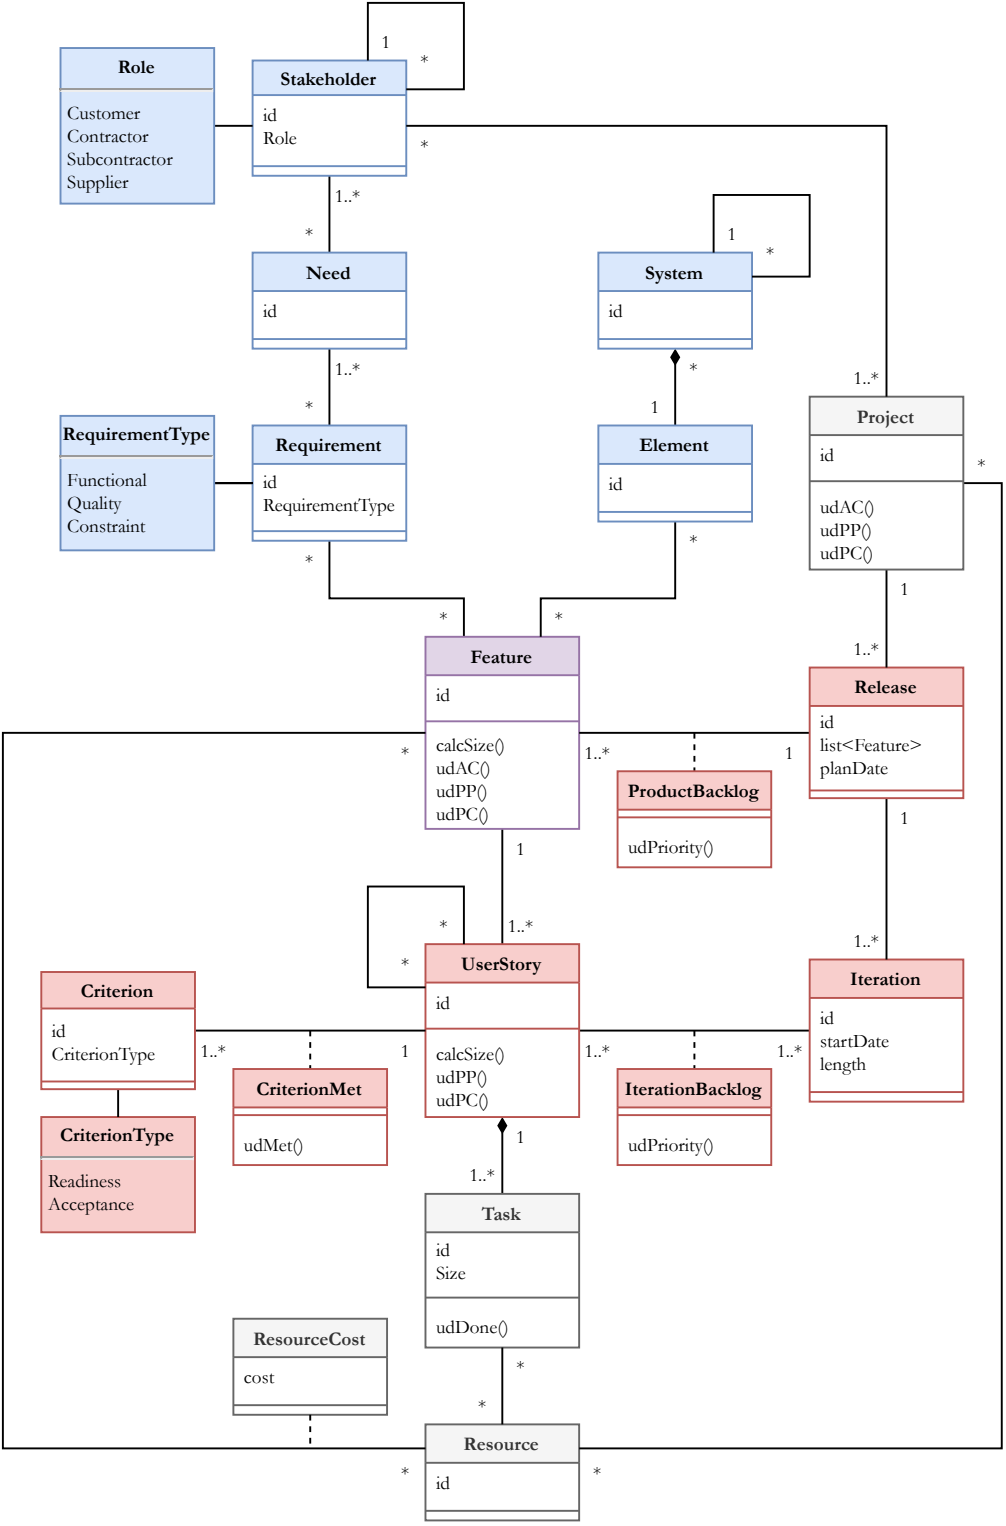 1
*
Role
Customer
Contractor
Subcontractor
Supplier
Stakeholder
id
Role
*
1..*
*
Need
id
1
*
System
id
1..*
*
*
1
1..*
RequirementType
Functional
Quality
Constraint
Requirement
id
RequirementType
Element
id
Project
id
udAC()
udPP()
udPC()
*
*
*
*
*
1
1..*
Feature
id
calcSize()
udAC()
udPP()
udPC()
*
1..*
1
Release
id
list<Feature>
planDate
ProductBacklog
udPriority()
1
1
*
*
1..*
1..*
Criterion
id
CriterionType
UserStory
id
calcSize()
udPP()
udPC()
Iteration
id
startDate
length
1..*
1
1..*
1..*
CriterionMet
udMet()
IterationBacklog
udPriority()
CriterionType
Readiness
Acceptance
1
1..*
Task
id
Size
udDone()
ResourceCost
cost
*
*
Resource
id
*
*